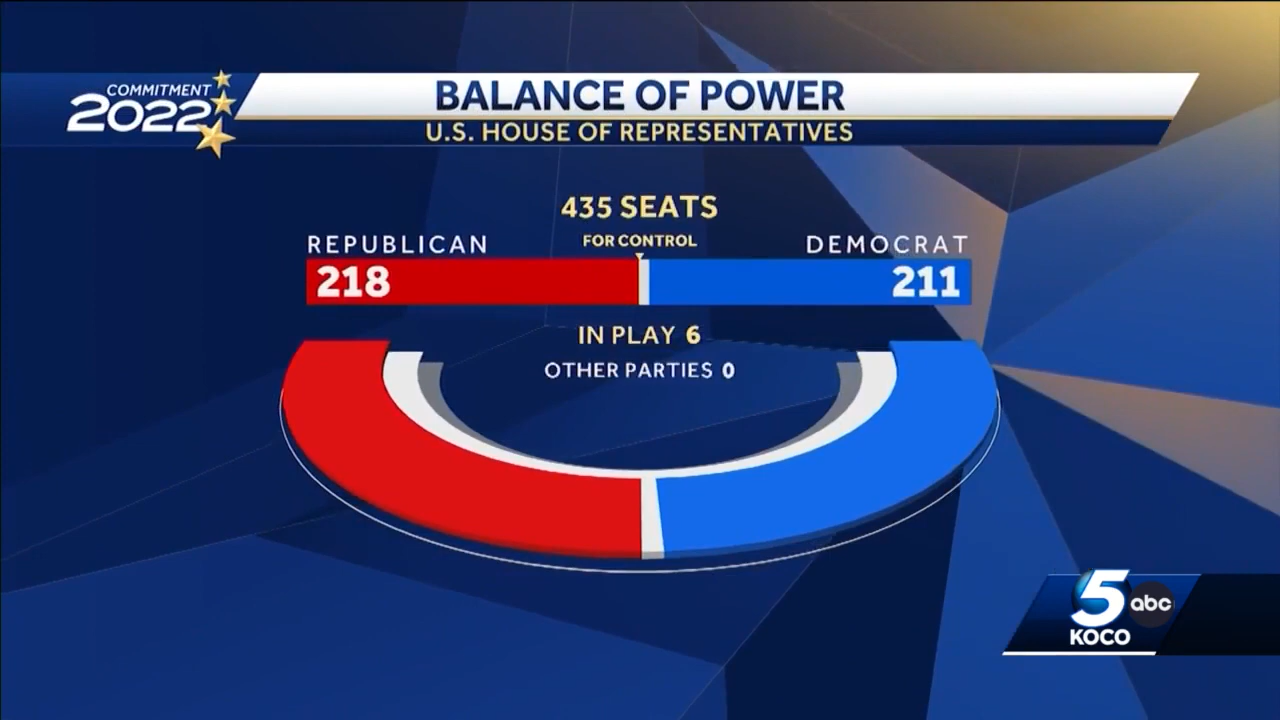 COMMITMENT
2022
BALANCE OF POWER
U.S. HOUSE OF REPRESENTATIVES
435 SEATS
REPUBLICAN
FOR CONTROL
DEMOCRAT
218
211
IN PLAY 6
OTHER PARTIES 0
5 abc
KOCO